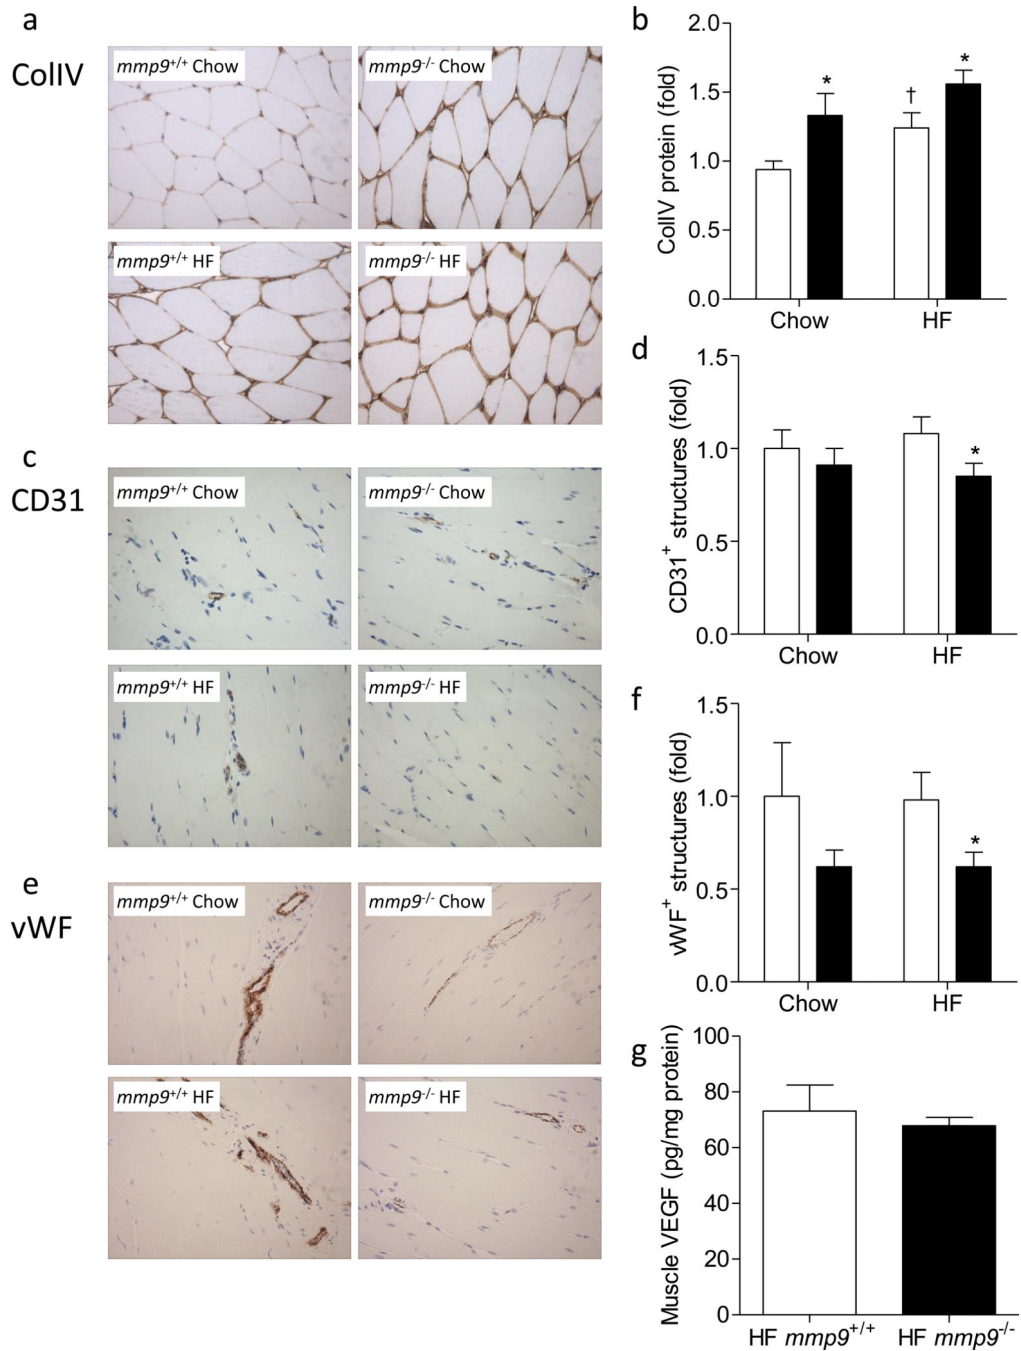 a
ColIV
mmp9+/+ Chow
mmp9-/- Chow
mmp9+/+ HF
mmp9-/- HF
b
ColIV protein (fold)
2.0
1.5
1.0
0.5
0.0
*
†
*
Chow
HF
c
CD31
mmp9+/+ Chow
mmp9-/- Chow
mmp9+/+ HF
mmp9-/- HF
d
CD31+ structures (fold)
1.5
1.0
0.5
0.0
*
Chow
HF
e
vWF
mmp9+/+ Chow
mmp9-/- Chow
mmp9+/+ HF
mmp9-/- HF
f
vWF+ structures (fold)
1.5
1.0
0.5
0.0
*
Chow
HF
g
Muscle VEGF (pg/mg protein)
100
80
60
40
20
0
HF mmp9+/+
HF mmp9-/-